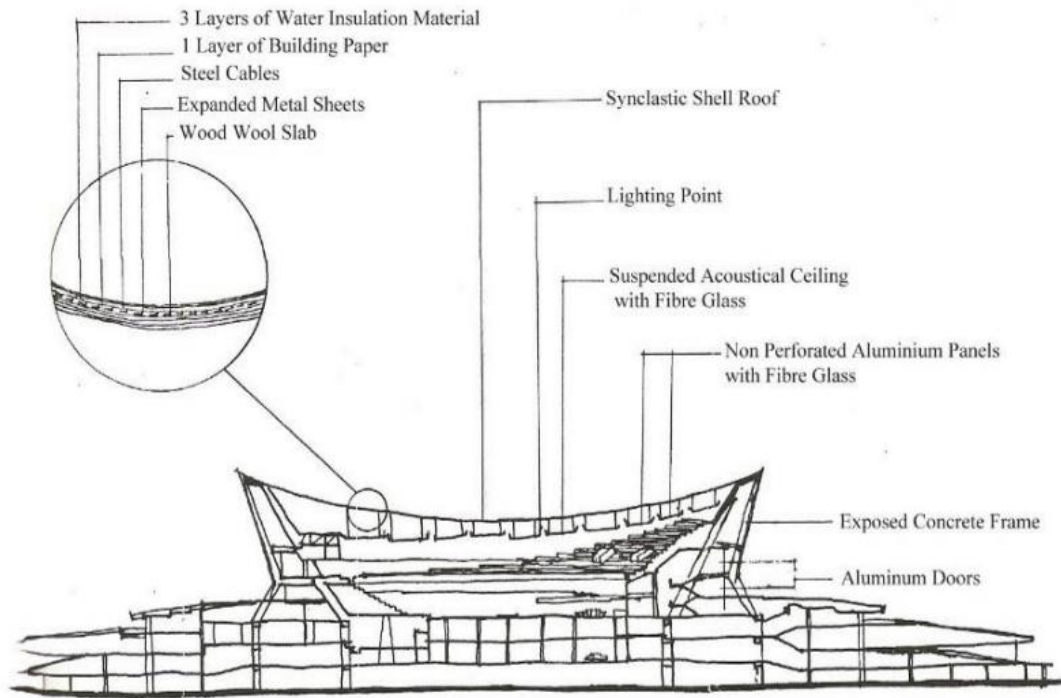 3 Layers of Water Insulation Material
1 Layer of Building Paper
Steel Cables
Expanded Metal Sheets
Wood Wool Slab
Synclastic Shell Roof
Lighting Point
Suspended Acoustical Ceiling
with Fibre Glass
Non Perforated Aluminium Panels
with Fibre Glass
Exposed Concrete Frame
Aluminum Doors